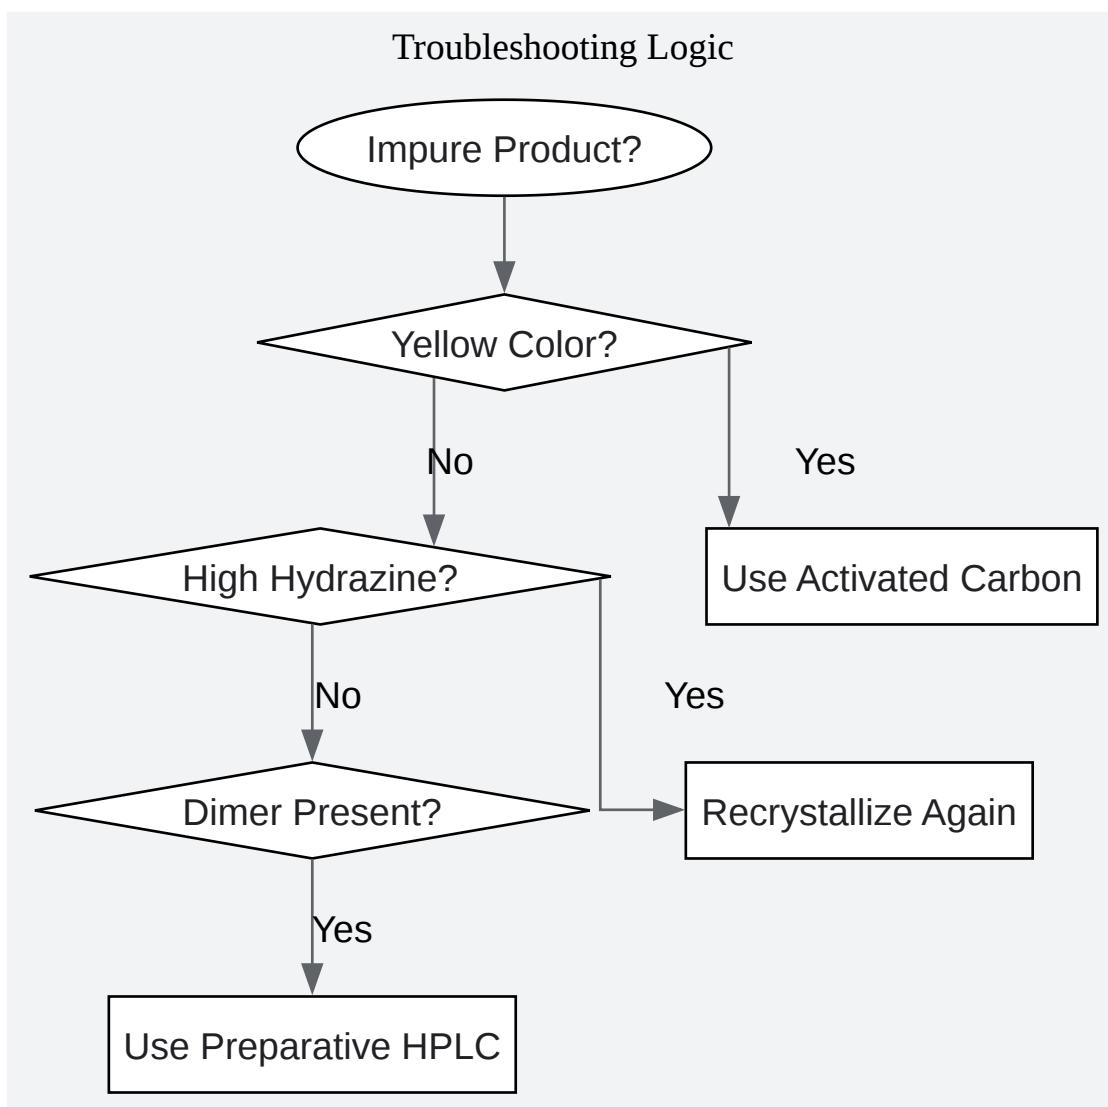 Troubleshooting Logic
Impure Product?
Yellow Color?
No
Yes
High Hydrazine?
Use Activated Carbon
No
Yes
Dimer Present?
Recrystallize Again
Yes
Use Preparative HPLC